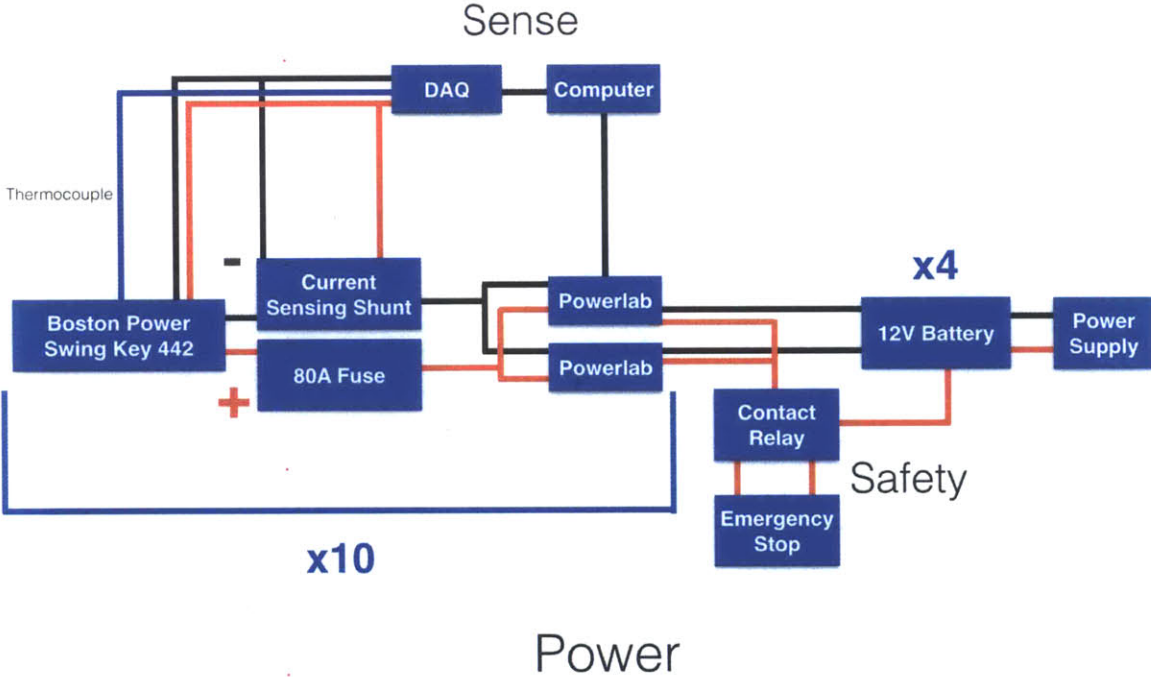 Sense
DAQ
Computer
Thermocouple
-
Current
Sensing Shunt
Powerlab
x4
Boston Power
Swing Key 442
12V Battery
Power
Supply
80A Fuse
Powerlab
+
Contact
Relay
Safety
Emergency
Stop
x10
Power